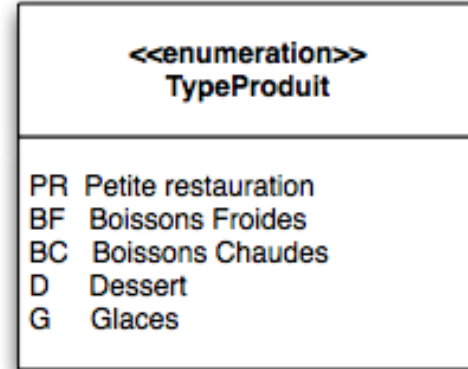 <<enumeration>>
TypeProduit
PR Petite restauration
BF Boissons Froides
BC Boissons Chaudes
D Dessert
G Glaces